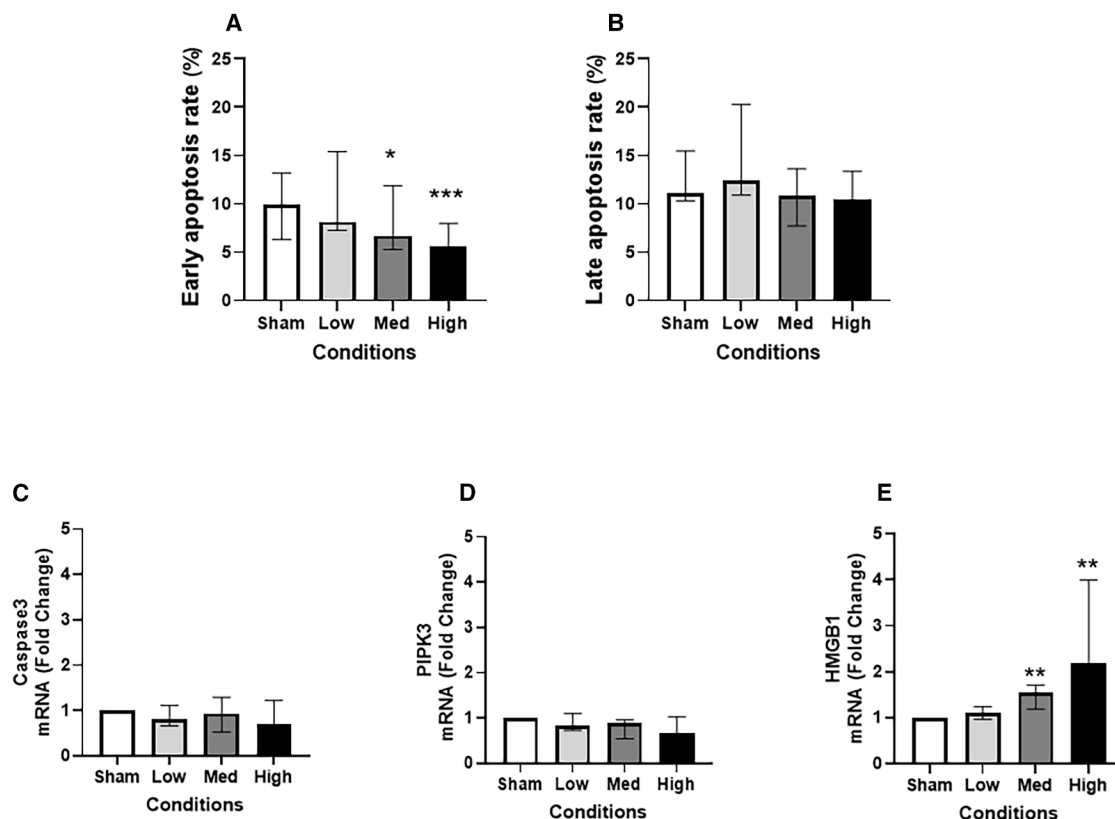 A
Early apoptosis rate (%)
25
20
15
10
5
0
*
***
Sham Low Med High
Conditions
B
Late apoptosis rate (%)
25
20
15
10
5
0
Sham Low Med High
Conditions
C
Caspase3
mRNA (Fold Change)
5
4
3
2
1
0
Sham Low Med High
Conditions
D
PIPK3
mRNA (Fold Change)
5
4
3
2
1
0
Sham Low Med High
Conditions
E
HMGB1
mRNA (Fold Change)
5
4
3
2
1
0
**
**
Sham Low Med High
Conditions